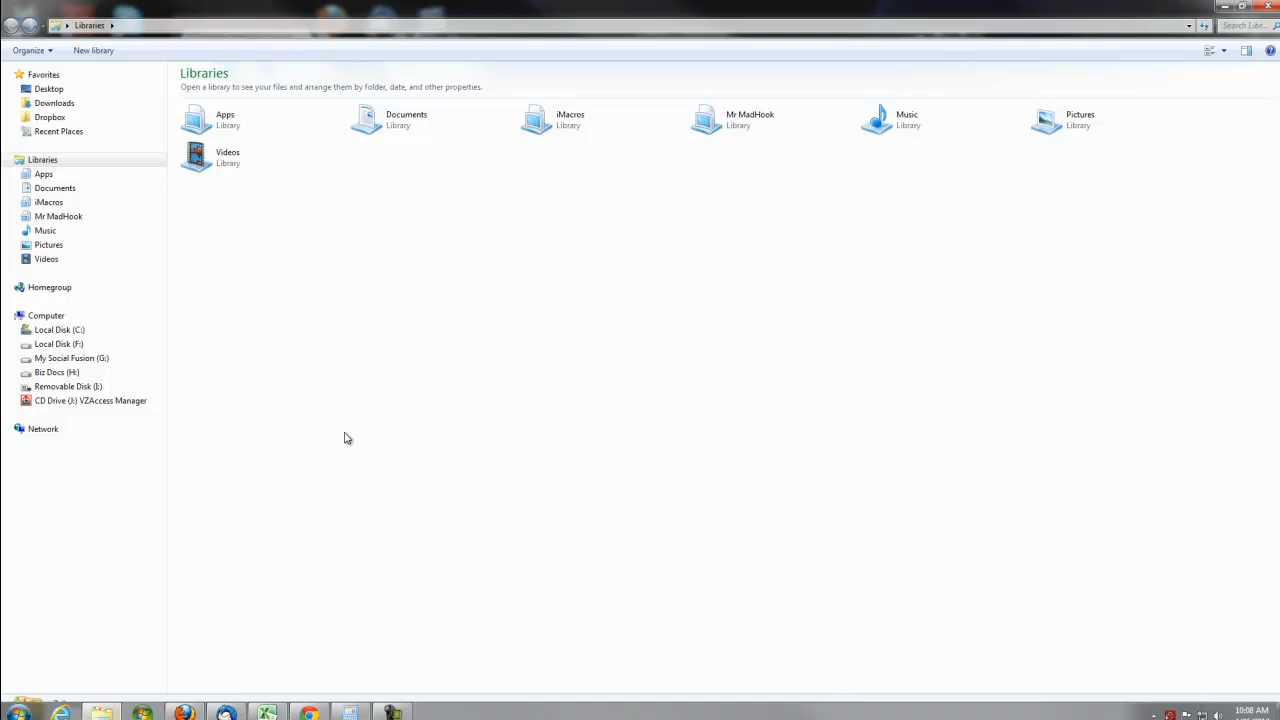 Libraries
Search Libr...
Organize
New library
Favorites
Desktop
Downloads
Dropbox
Recent Places
Libraries
Apps
Documents
iMacros
Mr MadHook
Music
Pictures
Videos
Homegroup
Computer
Local Disk (C:)
Local Disk (F:)
My Social Fusion (G:)
Biz Docs (H:)
Removable Disk (I:)
CD Drive (J:) VZAccess Manager
Network
Libraries
Open a library to see your files and arrange them by folder, date, and other properties.
Apps
Library
Documents
Library
iMacros
Library
Mr MadHook
Library
Music
Library
Pictures
Library
Videos
Library
10:08 AM